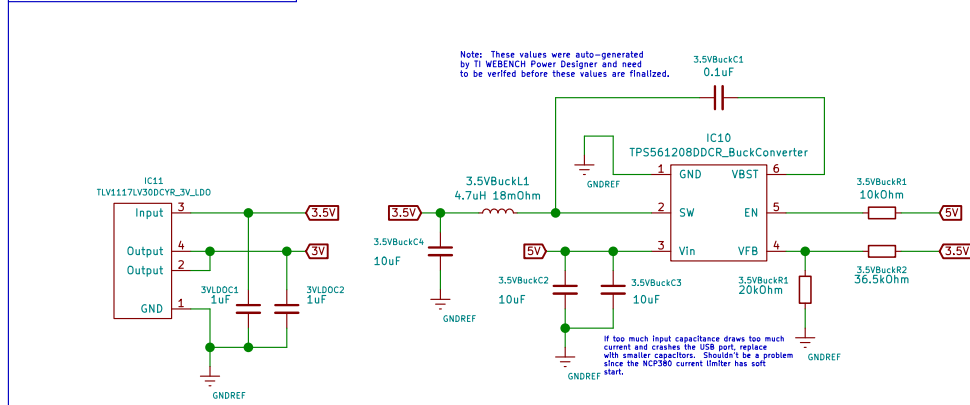 Note: These values were auto-generated
by TI WEBENCH Power Designer and need
to be verifed before these values are finalized.
3.5VBuckC1
0.1uF
IC10
TPS561208DDCR_BuckConverter
1 GND VBST 6
GNDREF
2 SW EN 5
3 Vin VFB 4
3.5VBuckR1
10kOhm
5V
3.5V
3.5VBuckR2
36.5kOhm
3.5VBuckR1
20kOhm
GNDREF
3.5V
3.5VBuckL1
4.7uH 18mOhm
3.5VBuckC4
10uF
GNDREF
5V
3.5VBuckC2
10uF
3.5VBuckC3
10uF
GNDREF
If too much input capacitance draws too much
current and crashes the USB port, replace
with smaller capacitors. Shouldn't be a problem
since the NCP380 current limiter has soft
start.
IC11
TLV1117LV30DCYR_3V_LDO
Input 3
3.5V
Output 4
3V
Output 2
GND 1
3VLDOC1
1uF
3VLDOC2
1uF
GNDREF